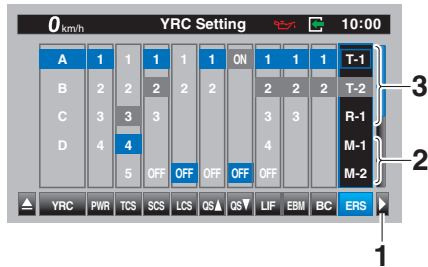 0 km/h YRC Setting 10:00
A 1 1 1 1 1 ON 1 1 1 T-1
B 2 2 2 2 2 2 2 2 T-2
C 3 3 3 3 3 R-1
D 4 4 4 M-1
5 OFF OFF OFF OFF OFF M-2
YRC PWR TCS SCS LCS QS▲ QS▼ LIF EBM BC ERS
3
2
1